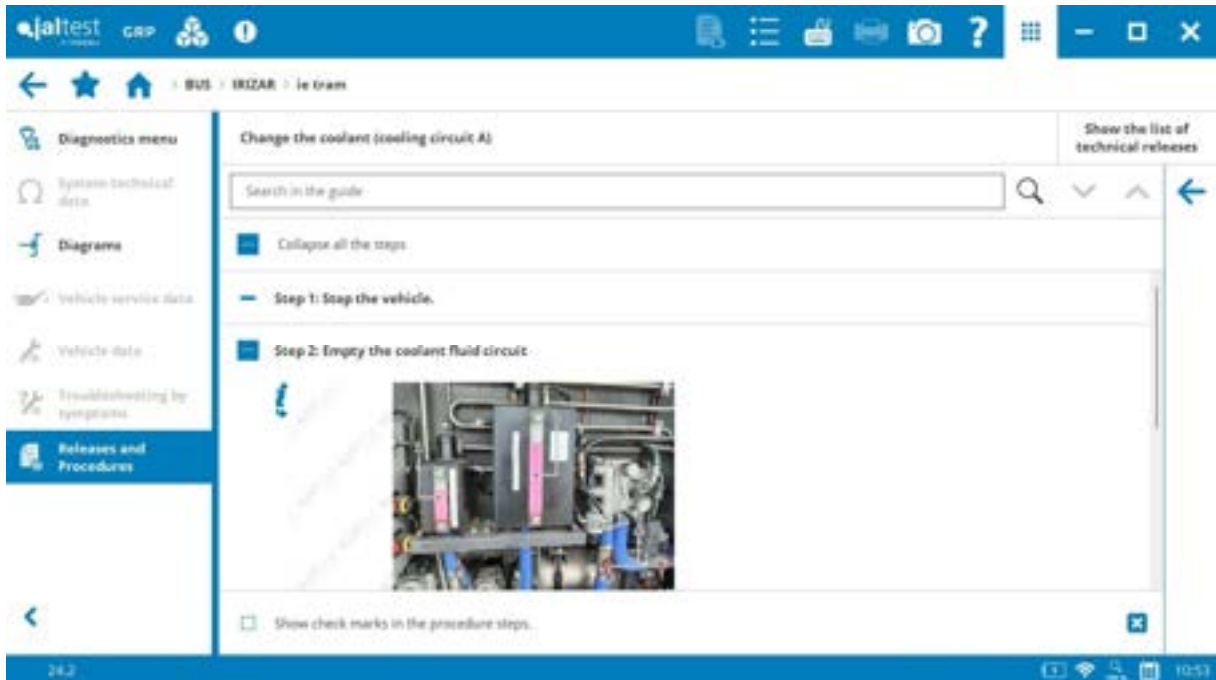 jaltest GRP
BUS > IRIZAR > ie tram
Diagnostics menu
System technical
data
Diagrams
Vehicle service data
Vehicle data
Troubleshooting by
symptoms
Releases and
Procedures
Change the coolant (cooling circuit A)
Show the list of
technical releases
Search in the guide
Collapse all the steps
Step 1: Stop the vehicle.
Step 2: Empty the coolant fluid circuit
Show check marks in the procedure steps.
24.2
10:53